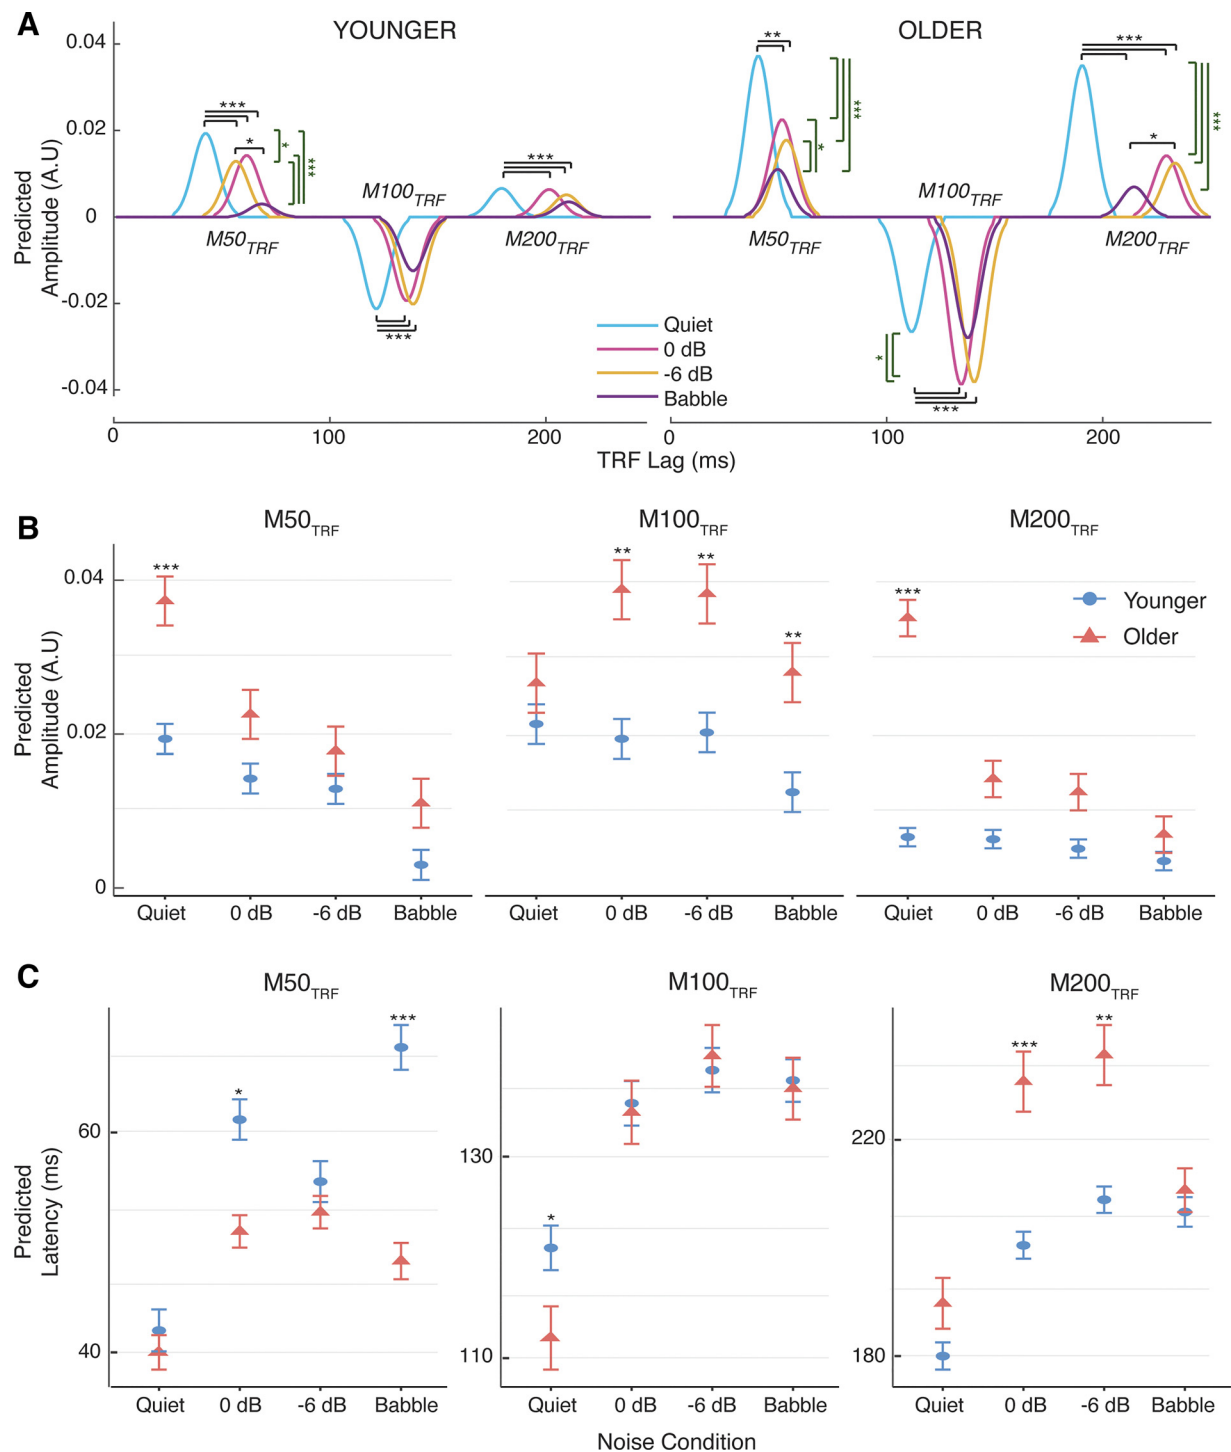 A
YOUNGER
OLDER
Predicted
Amplitude (A.U)
0.04
0.02
0
-0.02
-0.04
***
*
*
***
M50TRF
M100TRF
***
***
M200TRF
**
***
*
M50TRF
M100TRF
*
***
***
*
***
M200TRF
Quiet
0 dB
-6 dB
Babble
0
100
200
0
100
200
TRF Lag (ms)
B
M50TRF
M100TRF
M200TRF
Predicted
Amplitude (A.U)
0.04
0.02
0
***
**
**
**
***
Younger
Older
Quiet
0 dB
-6 dB
Babble
Quiet
0 dB
-6 dB
Babble
Quiet
0 dB
-6 dB
Babble
C
M50TRF
M100TRF
M200TRF
Predicted
Latency (ms)
60
40
*
***
130
110
*
220
180
***
**
Quiet
0 dB
-6 dB
Babble
Quiet
0 dB
-6 dB
Babble
Quiet
0 dB
-6 dB
Babble
Noise Condition